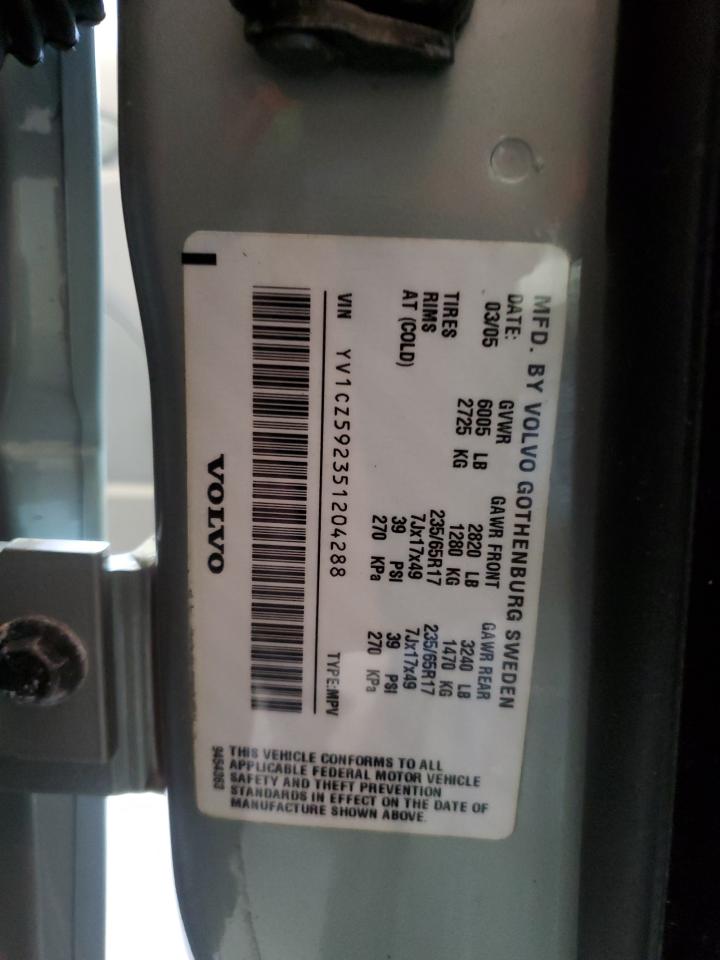 MFD. BY VOLVO GOTHENBURG SWEDEN
DATE: GVWR GAWR FRONT GAWR REAR
03/05 6005 LB 2820 LB 3240 LB
2725 KG 1280 KG 1470 KG
TIRES 235/65R17 235/65R17
RIMS 7Jx17x49 7Jx17x49
AT (COLD) 39 PSI 39 PSI
270 KPa 270 KPa
VIN YV1CZ592351204288 TYPE:MPV
VOLVO
THIS VEHICLE CONFORMS TO ALL
APPLICABLE FEDERAL MOTOR VEHICLE
SAFETY AND THEFT PREVENTION
STANDARDS IN EFFECT ON THE DATE OF
MANUFACTURE SHOWN ABOVE.